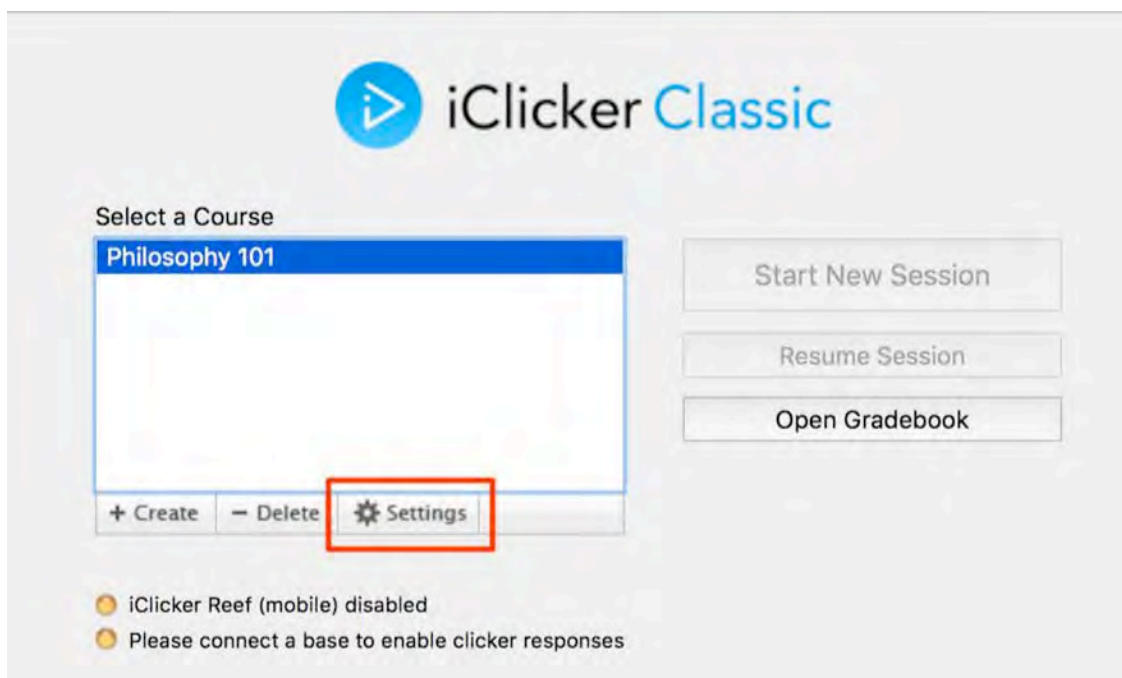 iClicker Classic
Select a Course
Philosophy 101
Start New Session
Resume Session
Open Gradebook
+ Create
− Delete
Settings
iClicker Reef (mobile) disabled
Please connect a base to enable clicker responses